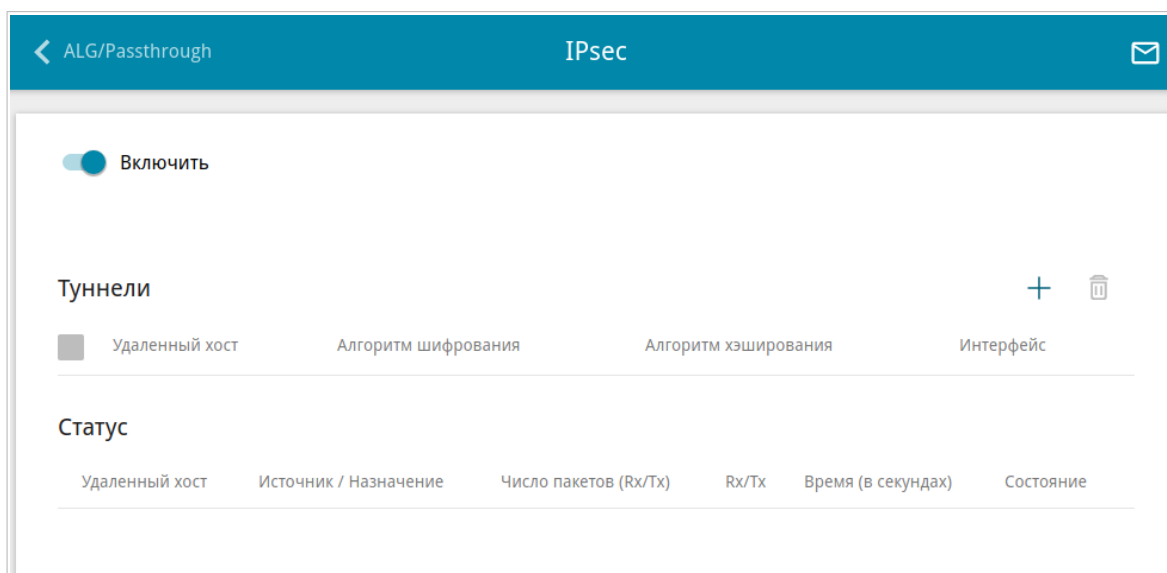 ALG/Passthrough IPsec
Включить
Туннели
Удаленный хост Алгоритм шифрования Алгоритм хэширования Интерфейс
Статус
Удаленный хост Источник / Назначение Число пакетов (Rx/Tx) Rx/Tx Время (в секундах) Состояние